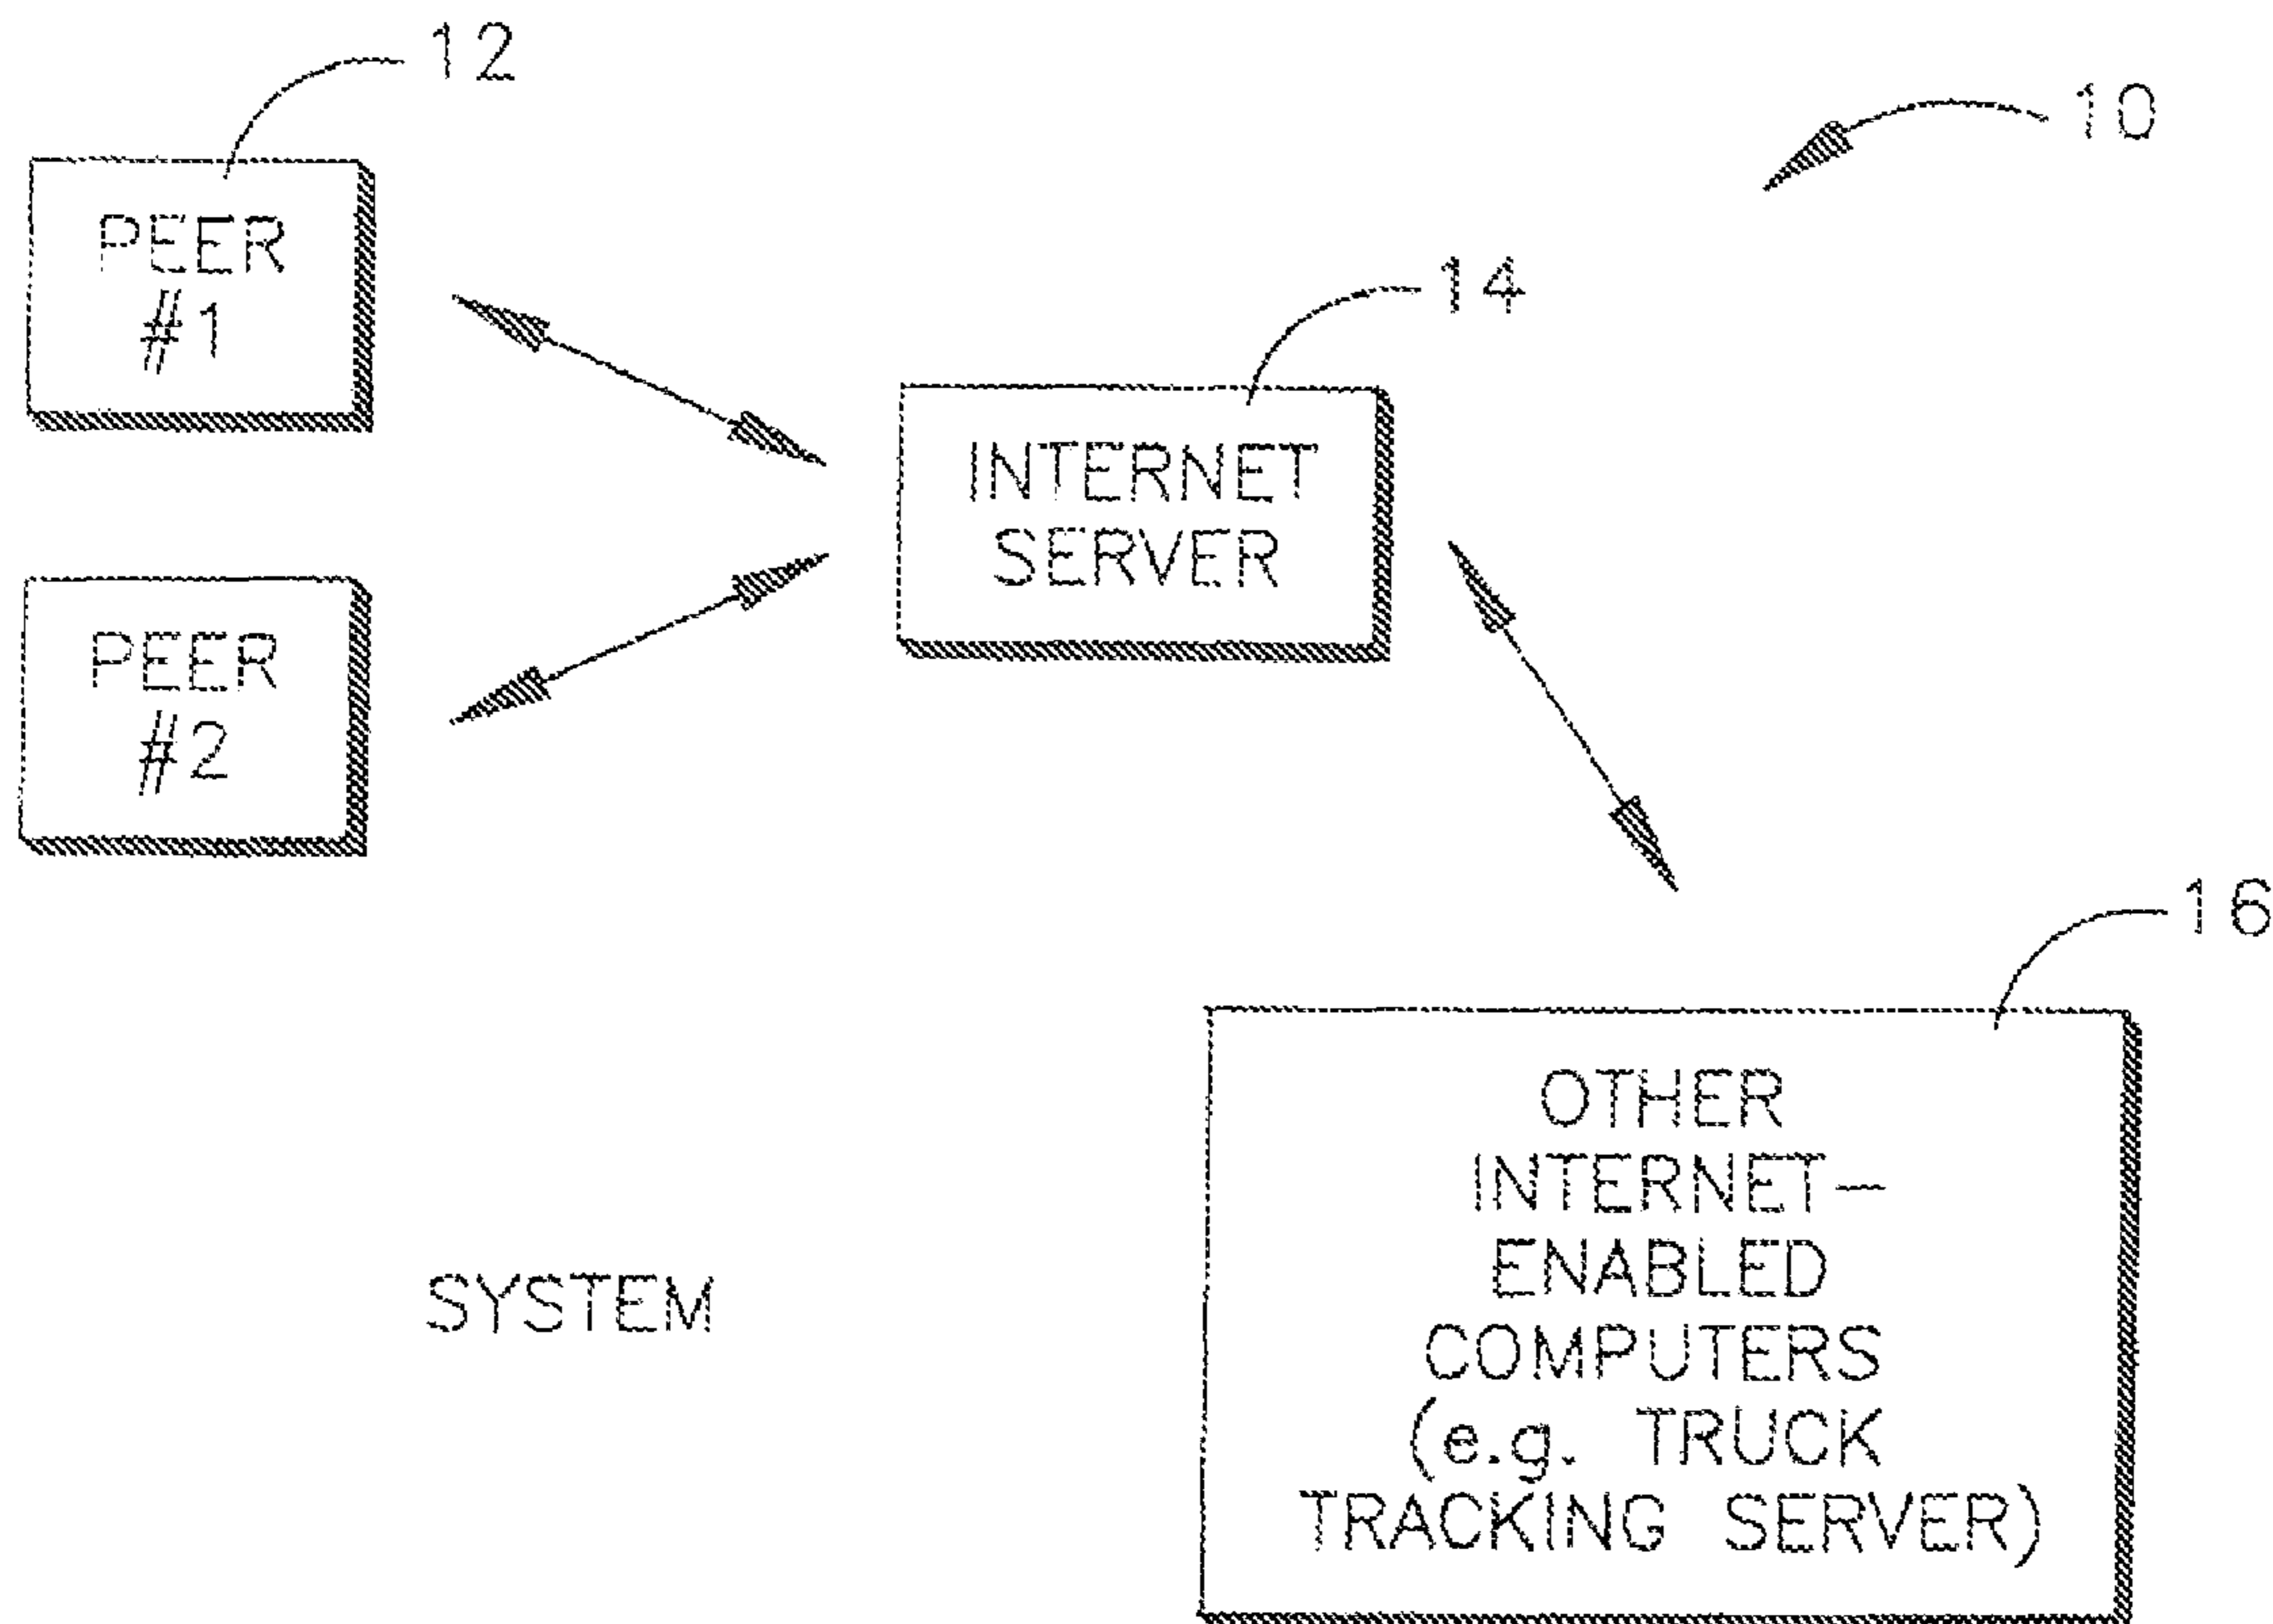 12
10
PEER
#1
14
INTERNET
SERVER
PEER
#2
16
OTHER
INTERNET-
ENABLED
COMPUTERS
(e.g. TRUCK
TRACKING SERVER)
SYSTEM